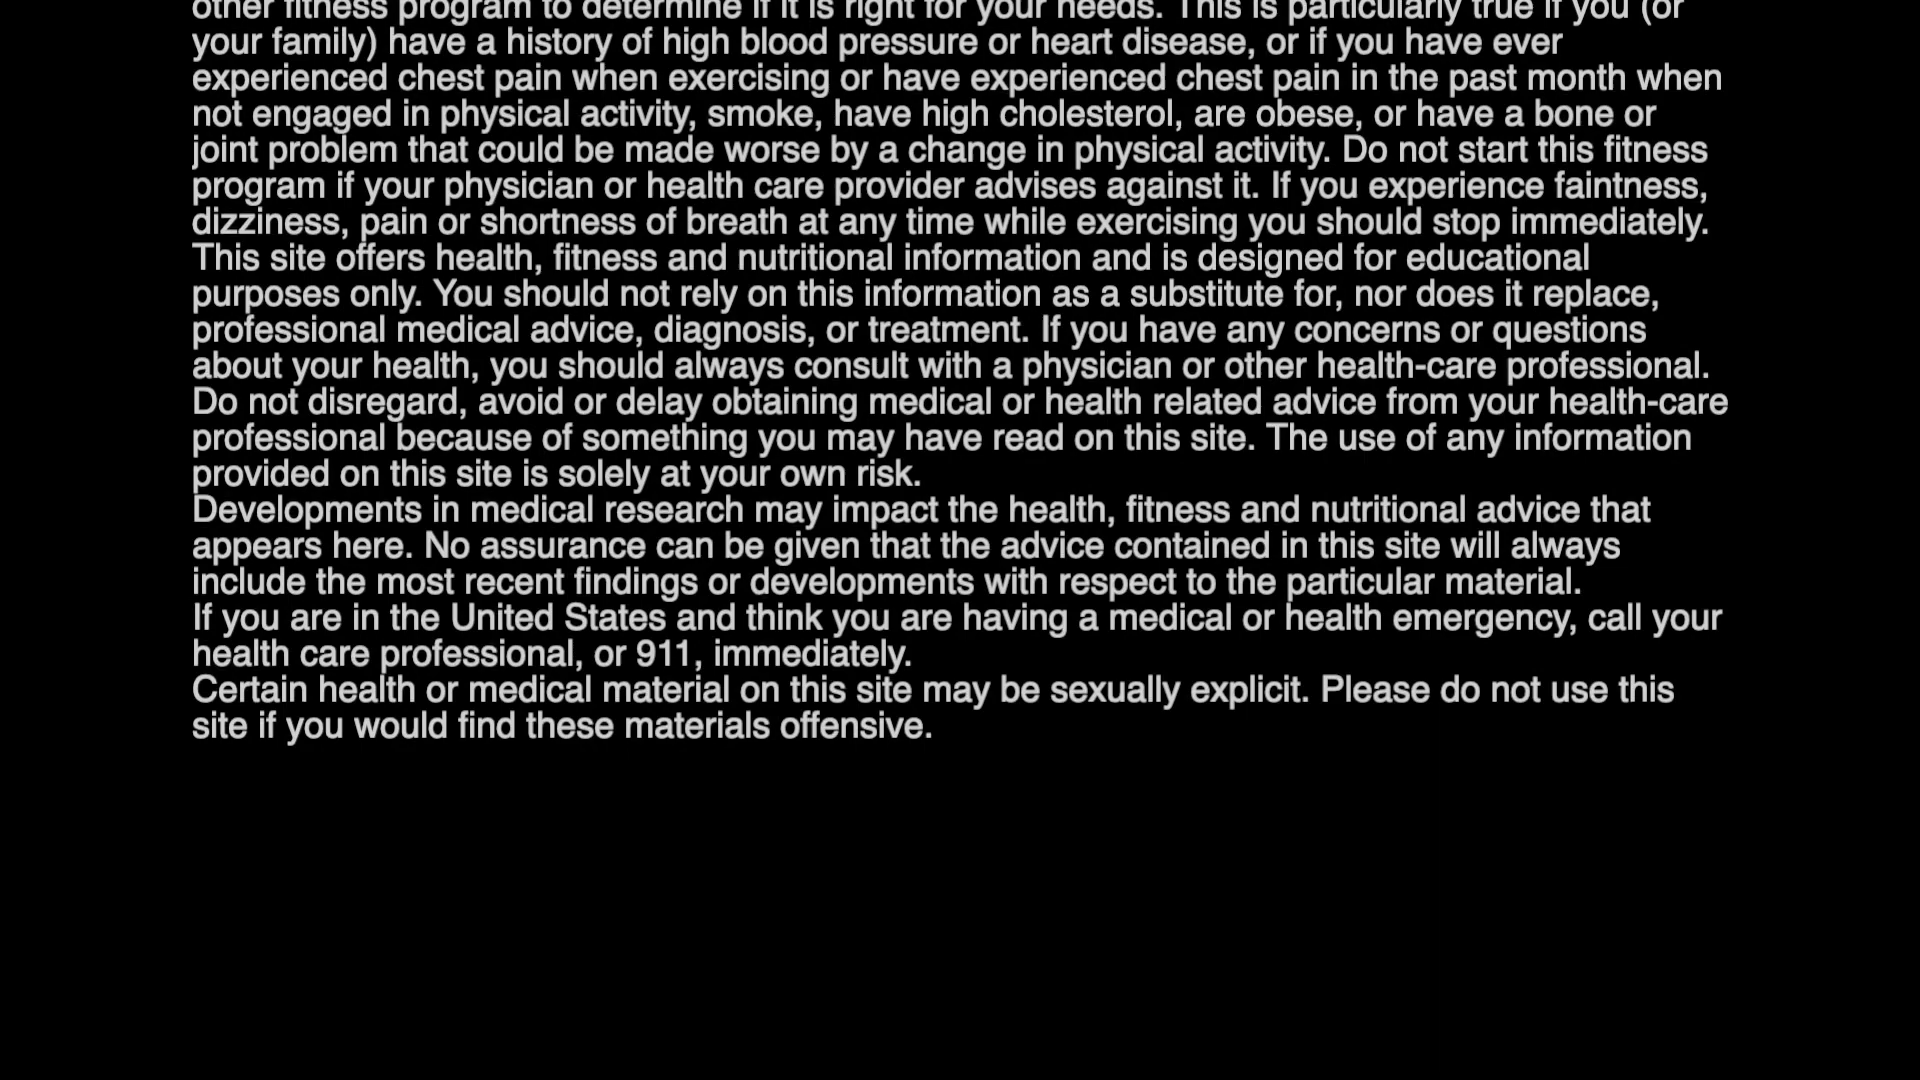 other fitness program to determine if it is right for your needs. This is particularly true if you (or
your family) have a history of high blood pressure or heart disease, or if you have ever
experienced chest pain when exercising or have experienced chest pain in the past month when
not engaged in physical activity, smoke, have high cholesterol, are obese, or have a bone or
joint problem that could be made worse by a change in physical activity. Do not start this fitness
program if your physician or health care provider advises against it. If you experience faintness,
dizziness, pain or shortness of breath at any time while exercising you should stop immediately.
This site offers health, fitness and nutritional information and is designed for educational
purposes only. You should not rely on this information as a substitute for, nor does it replace,
professional medical advice, diagnosis, or treatment. If you have any concerns or questions
about your health, you should always consult with a physician or other health-care professional.
Do not disregard, avoid or delay obtaining medical or health related advice from your health-care
professional because of something you may have read on this site. The use of any information
provided on this site is solely at your own risk.
Developments in medical research may impact the health, fitness and nutritional advice that
appears here. No assurance can be given that the advice contained in this site will always
include the most recent findings or developments with respect to the particular material.
If you are in the United States and think you are having a medical or health emergency, call your
health care professional, or 911, immediately.
Certain health or medical material on this site may be sexually explicit. Please do not use this
site if you would find these materials offensive.